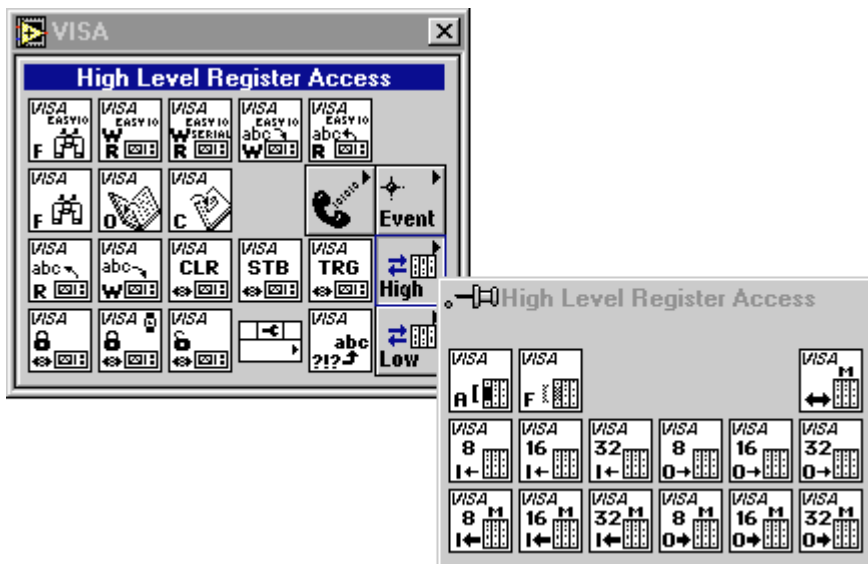 VISA
High Level Register Access
VISA EASY IO F
VISA EASY IO W R
VISA EASY IO W SERIAL R
VISA EASY IO abc W
VISA EASY IO abc R
VISA F
VISA O
VISA C
Event
VISA abc R
VISA abc W
VISA CLR
VISA STB
VISA TRG
High
VISA
VISA
VISA
VISA abc ?!?
Low
High Level Register Access
VISA A
VISA F
VISA M
VISA 8 I
VISA 16 I
VISA 32 I
VISA 8 O
VISA 16 O
VISA 32 O
VISA 8 M I
VISA 16 M I
VISA 32 M I
VISA 8 M O
VISA 16 M O
VISA 32 M O